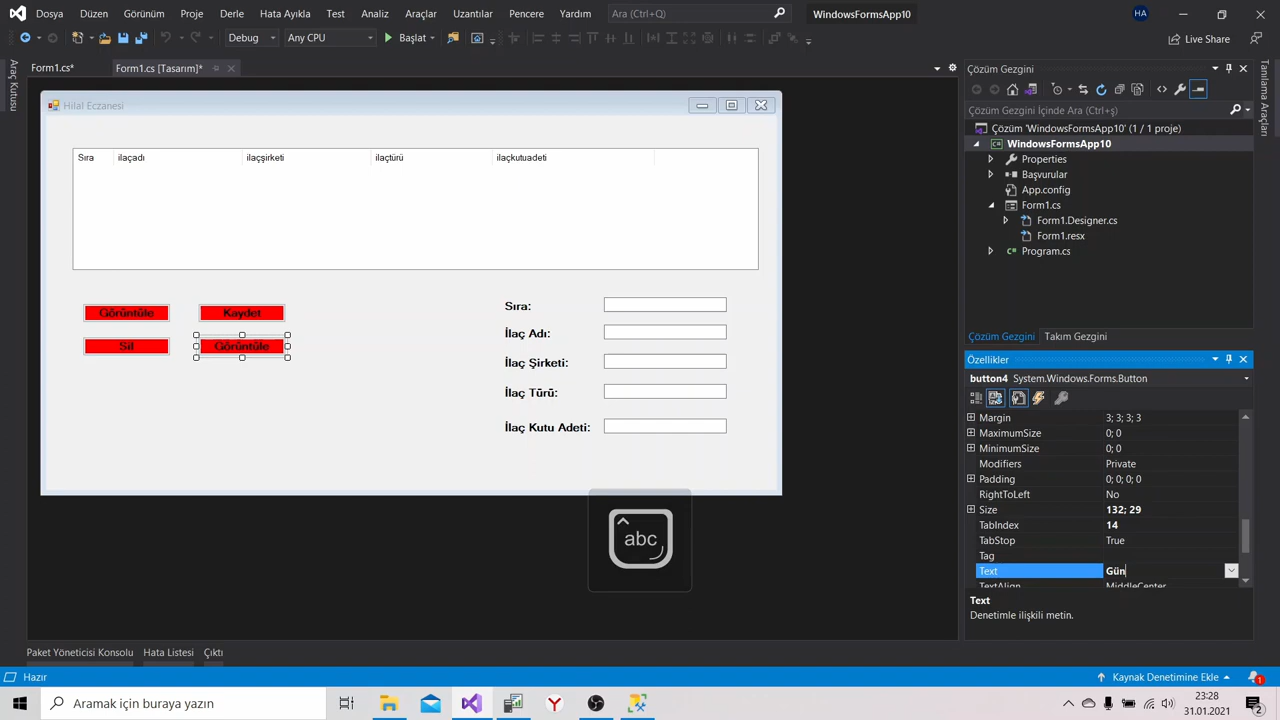 Dosya Düzen Görünüm Proje Derle Hata Ayıkla Test Analiz Araçlar Uzantılar Pencere Yardım Ara (Ctrl+Q) WindowsFormsApp10 HA
Debug Any CPU Başlat Live Share
Form1.cs* Form1.cs [Tasarım]*
Araç Kutusu
Hilal Eczanesi
Sıra ilaçadı ilaçşirketi ilaçtürü ilaçkutuadeti
Görüntüle Kaydet
Sil Görüntüle
Sıra:
İlaç Adı:
İlaç Şirketi:
İlaç Türü:
İlaç Kutu Adeti:
abc
Çözüm Gezgini
Çözüm Gezgini İçinde Ara (Ctrl+ş)
Çözüm 'WindowsFormsApp10' (1 / 1 proje)
WindowsFormsApp10
Properties
Başvurular
App.config
Form1.cs
Form1.Designer.cs
Form1.resx
Program.cs
Çözüm Gezgini Takım Gezgini
Tanılama Araçları
Özellikler
button4 System.Windows.Forms.Button
Margin 3; 3; 3; 3
MaximumSize 0; 0
MinimumSize 0; 0
Modifiers Private
Padding 0; 0; 0; 0
RightToLeft No
Size 132; 29
TabIndex 14
TabStop True
Tag
Text Gün
TextAlign MiddleCenter
Text
Denetimle ilişkili metin.
Paket Yöneticisi Konsolu Hata Listesi Çıktı
Hazır Kaynak Denetimine Ekle 1
Aramak için buraya yazın
23:28
31.01.2021
2